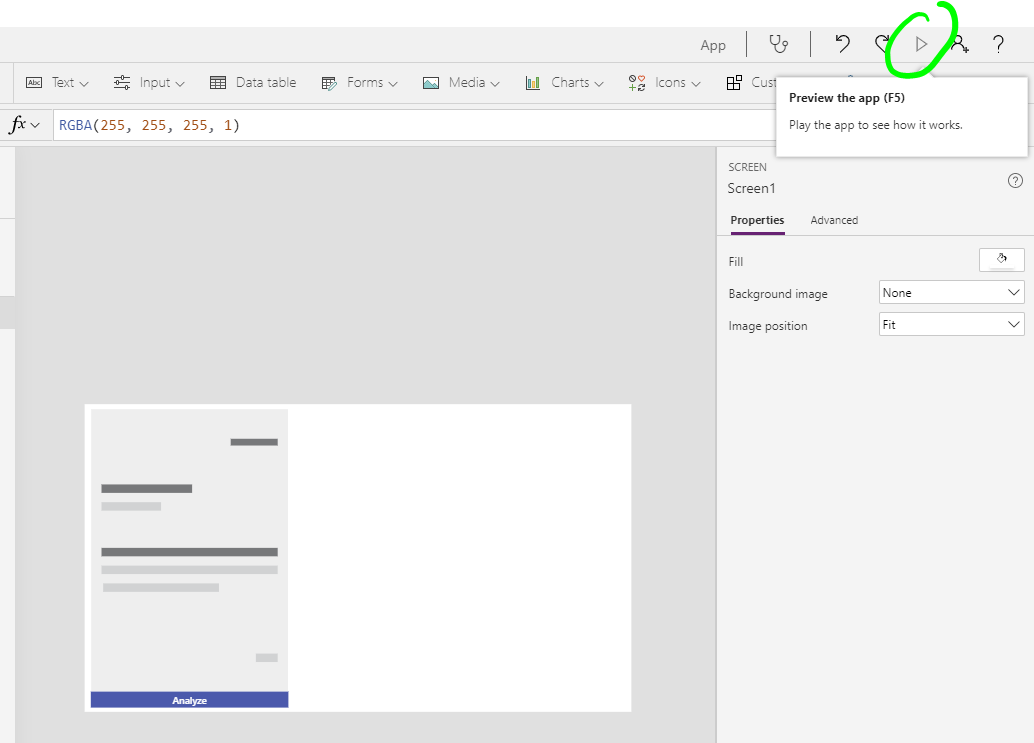 App
Text
Input
Data table
Forms
Media
Charts
Icons
Cust
Preview the app (F5)
Play the app to see how it works.
fx
RGBA(255, 255, 255, 1)
SCREEN
Screen1
Properties
Advanced
Fill
Background image
None
Image position
Fit
Analyze